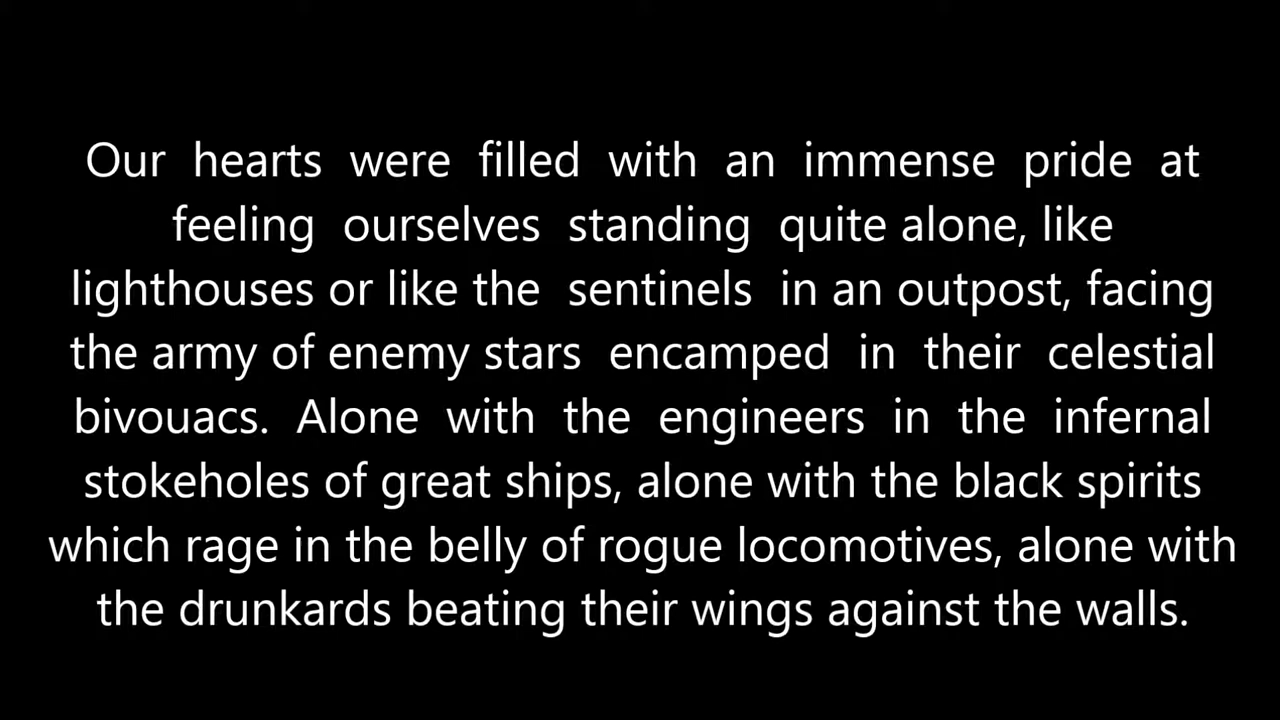 Our hearts were filled with an immense pride at
feeling ourselves standing quite alone, like
lighthouses or like the sentinels in an outpost, facing
the army of enemy stars encamped in their celestial
bivouacs. Alone with the engineers in the infernal
stokeholes of great ships, alone with the black spirits
which rage in the belly of rogue locomotives, alone with
the drunkards beating their wings against the walls.